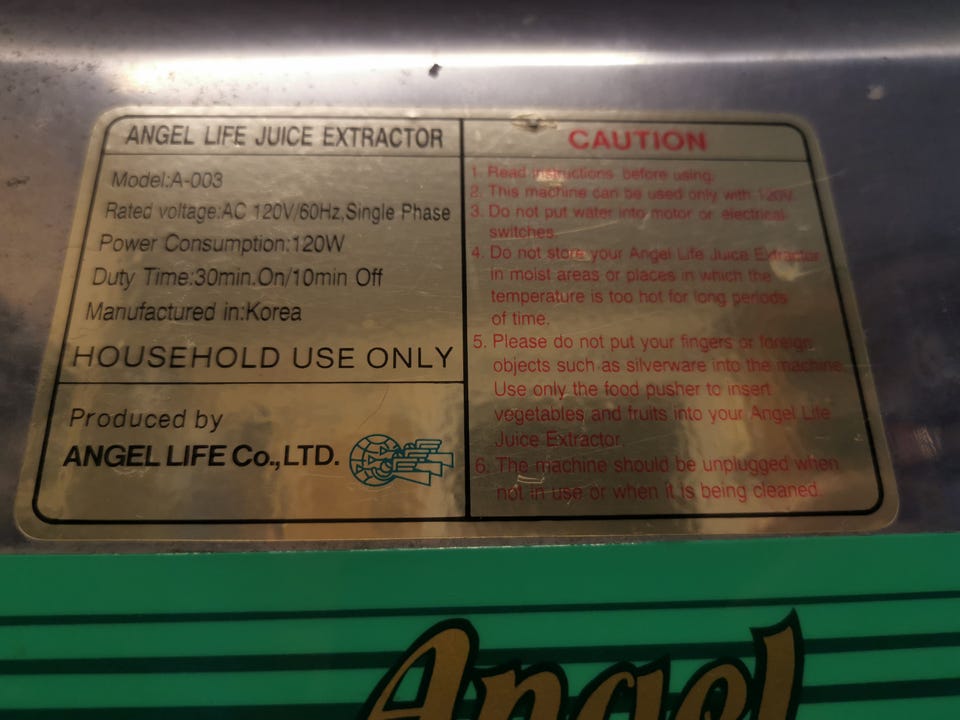 ANGEL LIFE JUICE EXTRACTOR
Model:A-003
Rated voltage:AC 120V/60Hz,Single Phase
Power Consumption:120W
Duty Time:30min.On/10min Off
Manufactured in:Korea
HOUSEHOLD USE ONLY
Produced by
ANGEL LIFE Co.,LTD.
CAUTION
1. Read instructions before using.
2. This machine can be used only with 120V.
3. Do not put water into motor or electrical
switches.
4. Do not store your Angel Life Juice Extractor
in moist areas or places in which the
temperature is too hot for long periods
of time.
5. Please do not put your fingers or foreign
objects such as silverware into the machine.
Use only the food pusher to insert
vegetables and fruits into your Angel Life
Juice Extractor.
6. The machine should be unplugged when
not in use or when it is being cleaned.
Angel